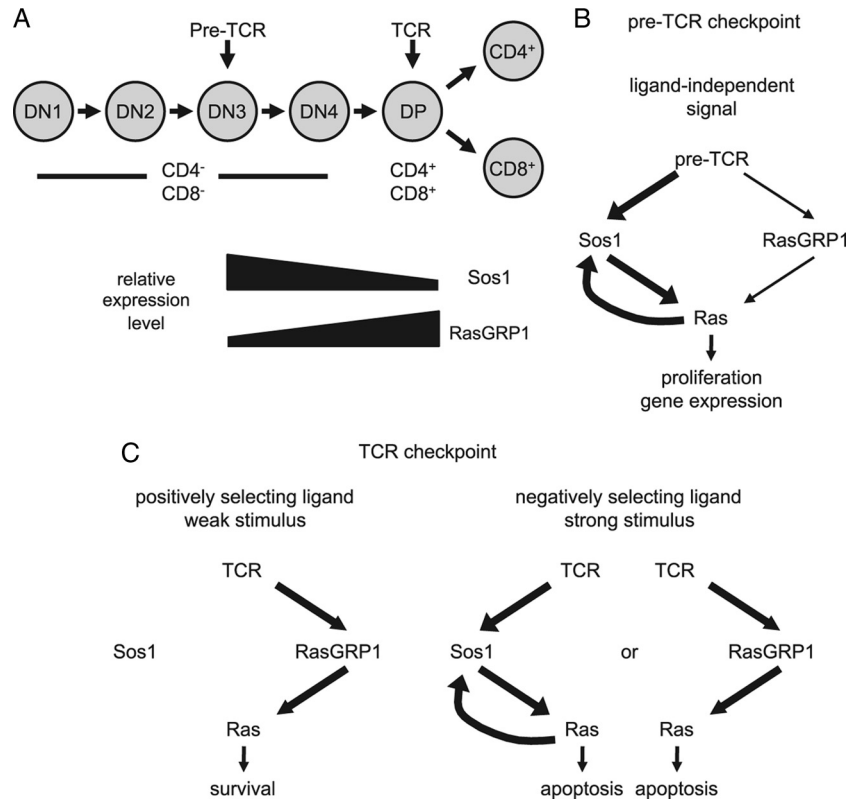 A
Pre-TCR
TCR
DN1
DN2
DN3
DN4
DP
CD4+
CD8+
CD4-
CD8-
CD4+
CD8+
relative
expression
level
Sos1
RasGRP1
B
pre-TCR checkpoint
ligand-independent
signal
pre-TCR
Sos1
RasGRP1
Ras
proliferation
gene expression
C
TCR checkpoint
positively selecting ligand
weak stimulus
TCR
Sos1
RasGRP1
Ras
survival
negatively selecting ligand
strong stimulus
TCR
TCR
Sos1
or
RasGRP1
Ras
Ras
apoptosis
apoptosis